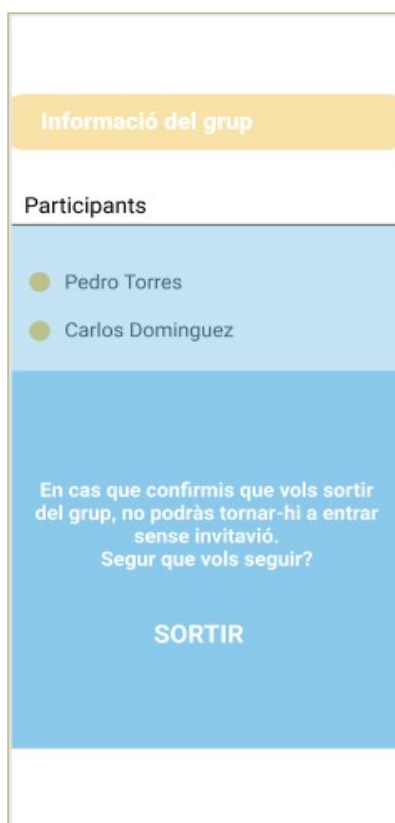 Informació del grup
Participants
Pedro Torres
Carlos Dominguez
En cas que confirmis que vols sortir
del grup, no podràs tornar-hi a entrar
sense invitavió.
Segur que vols seguir?
SORTIR